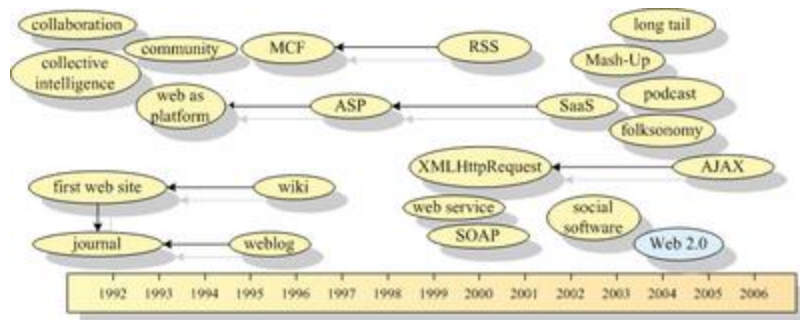 collaboration
long tail
community
MCF
RSS
Mash-Up
collective
intelligence
web as
platform
ASP
SaaS
podcast
folksonomy
XMLHttpRequest
AJAX
first web site
wiki
web service
social
software
journal
weblog
SOAP
Web 2.0
1992 1993 1994 1995 1996 1997 1998 1999 2000 2001 2002 2003 2004 2005 2006